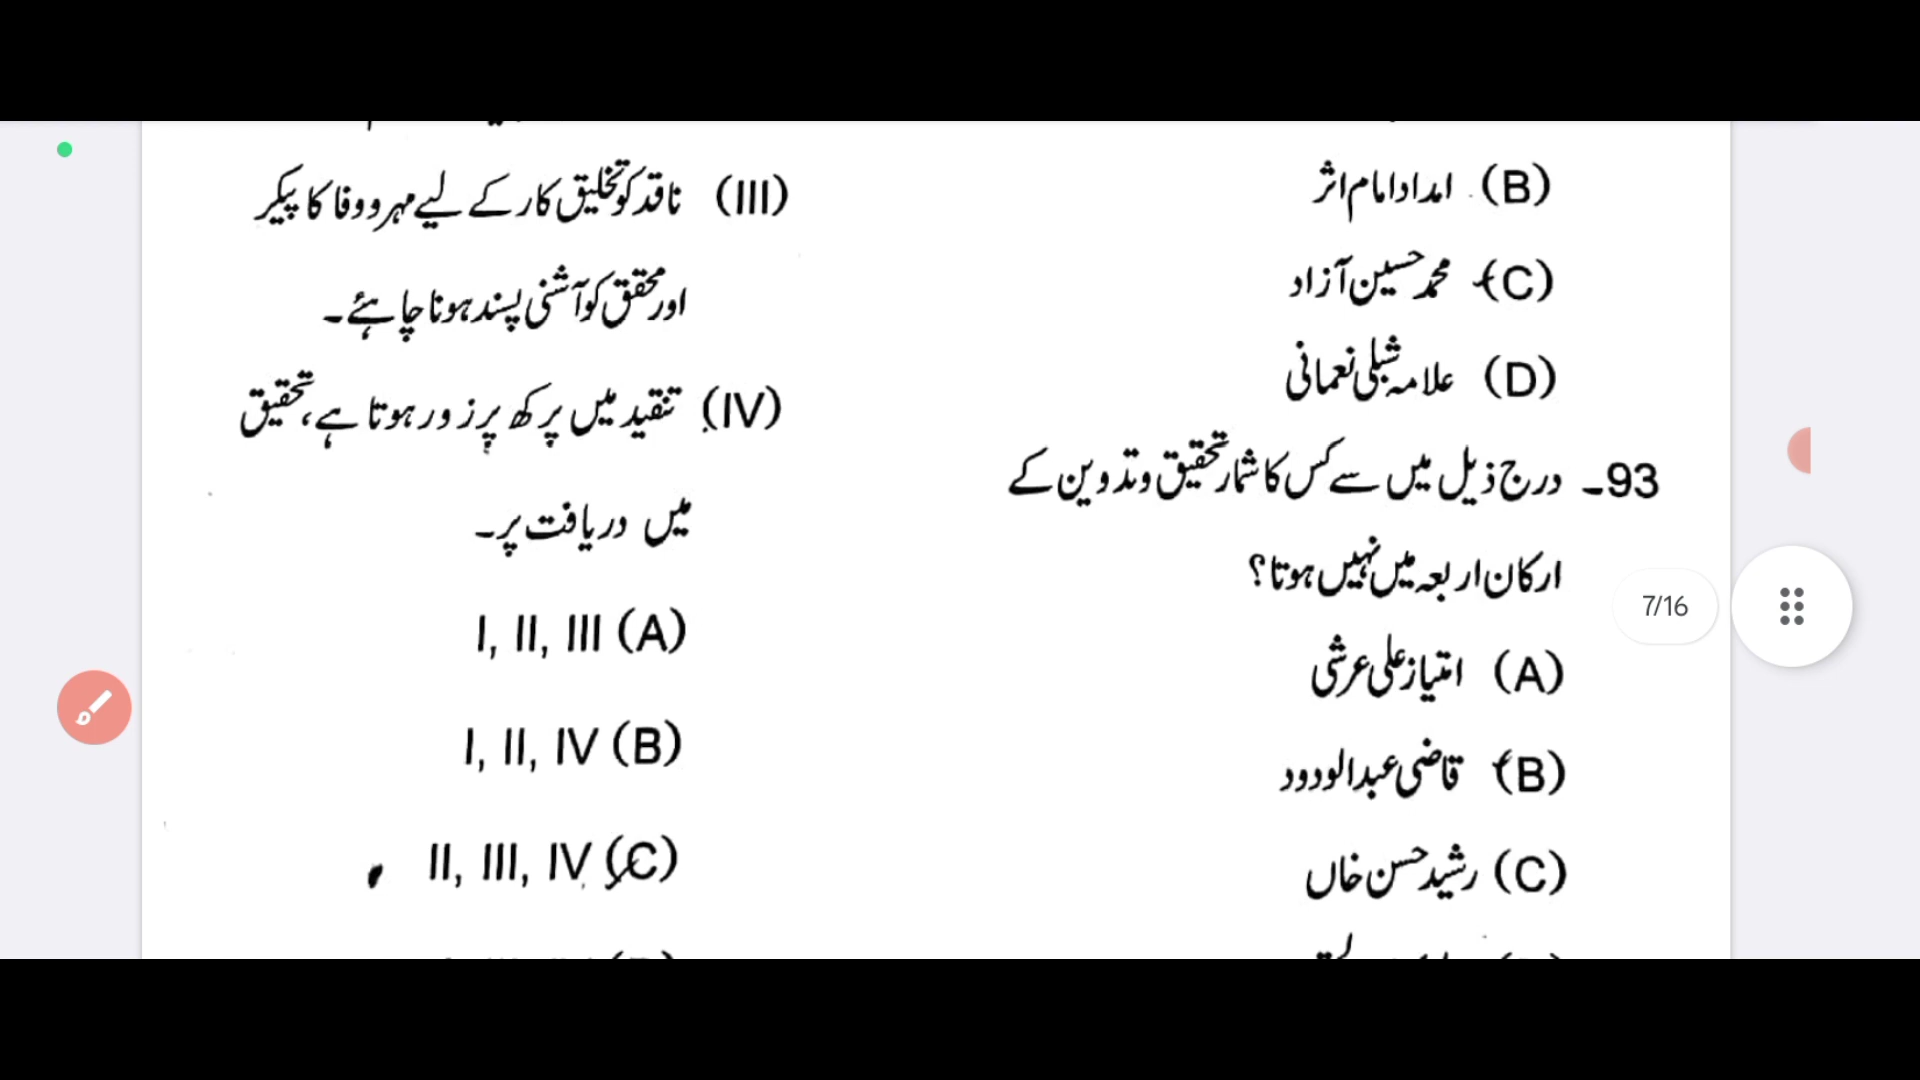 (B) امداد امام اثر
(C) محمد حسین آزاد
(D) علامہ شبلی نعمانی
93۔ درج ذیل میں سے کس کا شمار تحقیق و تدوین کے
ارکان اربعہ میں نہیں ہوتا؟
(A) امتیاز علی عرشی
(B) قاضی عبدالودود
(C) رشید حسن خاں
(III) ناقد کو تخلیق کار کے لیے مہر و وفا کا پیکر
اور محقق کو آشنی پسند ہونا چاہئے۔
(IV) تنقید میں پرکھ پر زور ہوتا ہے، تحقیق
میں دریافت پر۔
I, II, III (A)
I, II, IV (B)
II, III, IV (C)
7/16